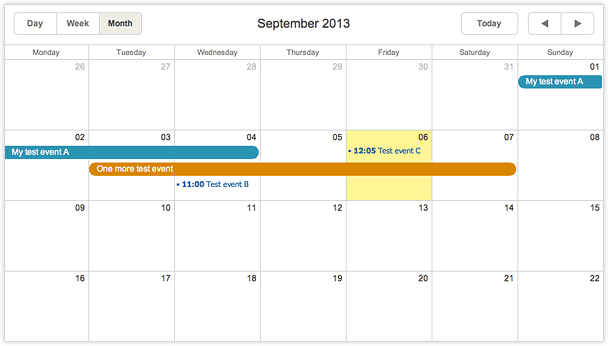 Day Week Month September 2013 Today
Monday Tuesday Wednesday Thursday Friday Saturday Sunday
26 27 28 29 30 31 01
My test event A
02 03 04 05 06 07 08
My test event A • 12:05 Test event C
One more test event
• 11:00 Test event B
09 10 11 12 13 14 15
16 17 18 19 20 21 22